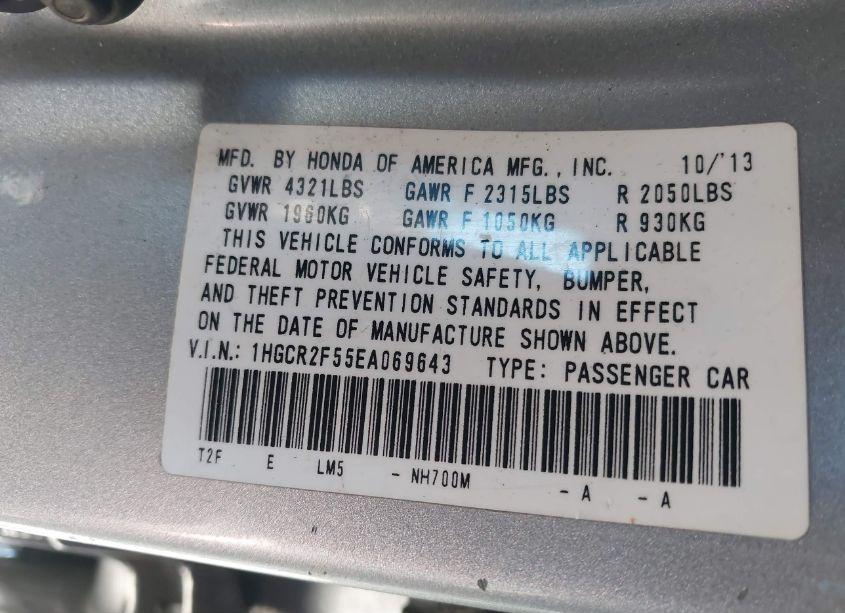 MFD. BY HONDA OF AMERICA MFG., INC. 10/'13
GVWR 4321LBS GAWR F 2315LBS R 2050LBS
GVWR 1960KG GAWR F 1050KG R 930KG
THIS VEHICLE CONFORMS TO ALL APPLICABLE
FEDERAL MOTOR VEHICLE SAFETY, BUMPER,
AND THEFT PREVENTION STANDARDS IN EFFECT
ON THE DATE OF MANUFACTURE SHOWN ABOVE.
V.I.N.: 1HGCR2F55EA069643 TYPE: PASSENGER CAR
T2F E LM5 - NH700M - A - A